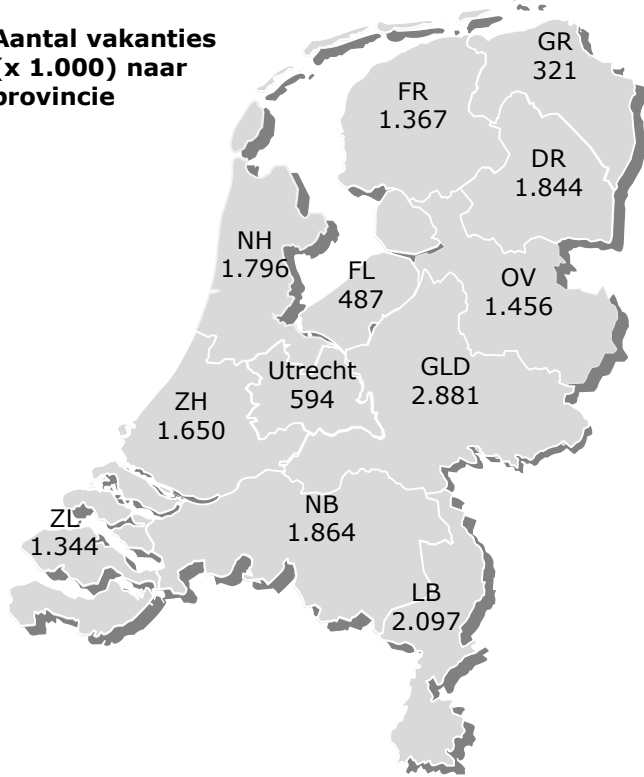 Aantal vakanties
(x 1.000) naar
provincie
GR
321
FR
1.367
DR
1.844
NH
1.796
FL
487
OV
1.456
Utrecht
594
GLD
2.881
ZH
1.650
NB
1.864
ZL
1.344
LB
2.097